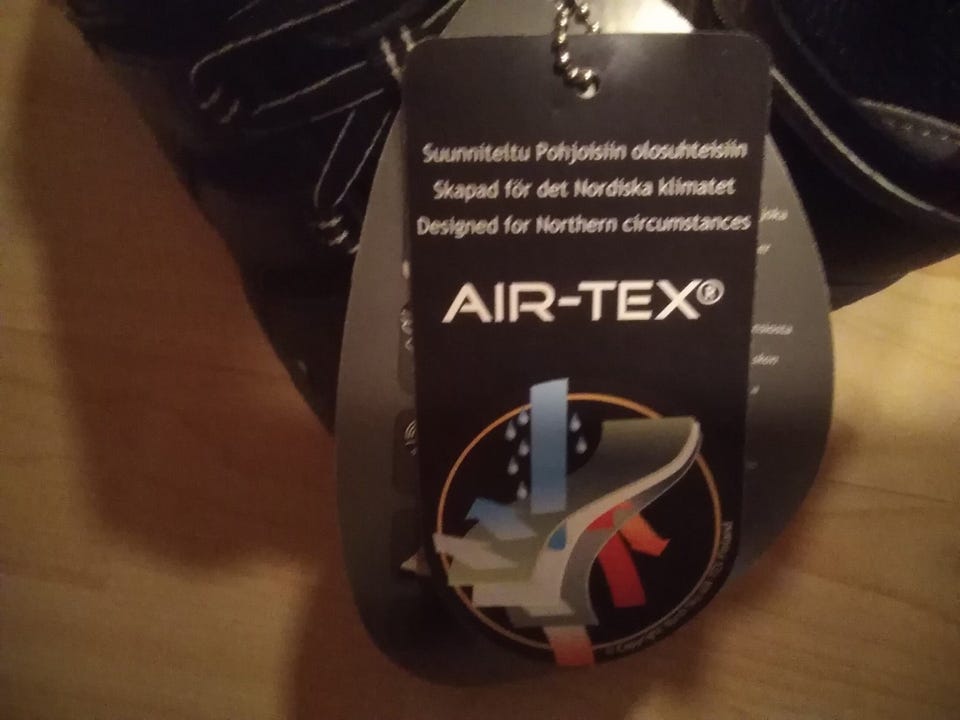 Suunniteltu Pohjoisiin olosuhteisiin
Skapad för det Nordiska klimatet
Designed for Northern circumstances
AIR-TEX®